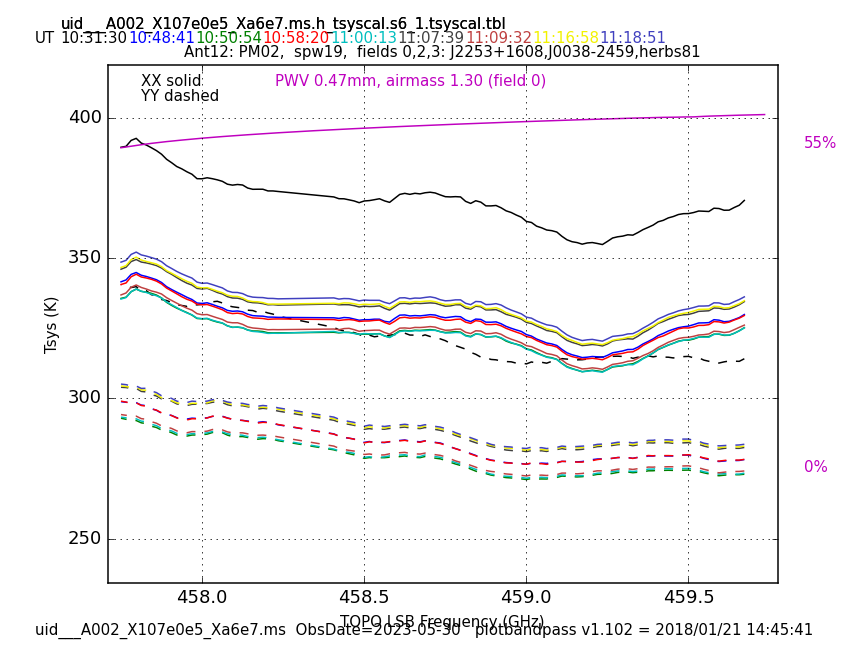 uid___A002_X107e0e5_Xa6e7.ms.h_tsyscal.s6_1.tsyscal.tbl
UT 10:31:30 10:48:41 10:50:54 10:58:20 11:00:13 11:07:39 11:09:32 11:16:58 11:18:51
Ant12: PM02, spw19, fields 0,2,3: J2253+1608,J0038-2459,herbs81
XX solid PWV 0.47mm, airmass 1.30 (field 0)
YY dashed
400
55%
350
Tsys (K)
300
0%
250
458.0 458.5 459.0 459.5
TOPO LSB Frequency (GHz)
uid___A002_X107e0e5_Xa6e7.ms ObsDate=2023-05-30 plotbandpass v1.102 = 2018/01/21 14:45:41